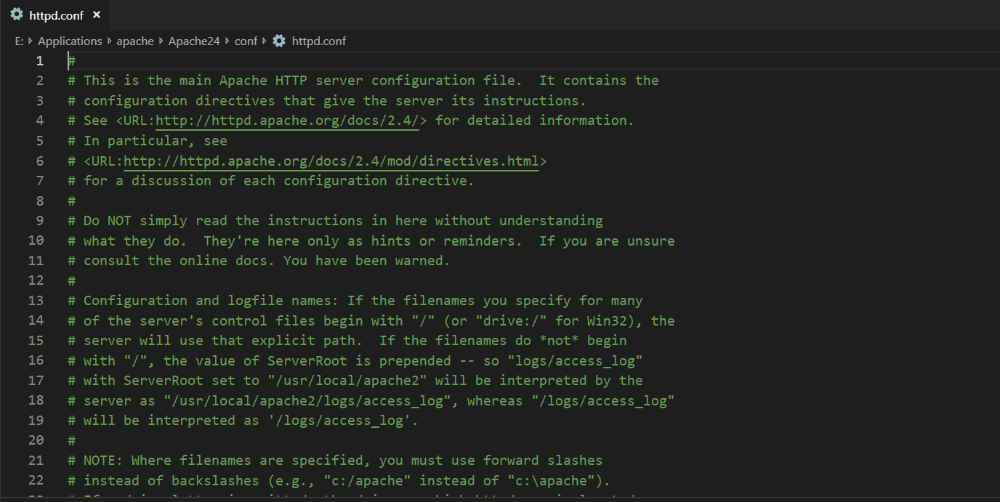 httpd.conf ×
E: › Applications › apache › Apache24 › conf › httpd.conf
1 #
2 # This is the main Apache HTTP server configuration file.  It contains the
3 # configuration directives that give the server its instructions.
4 # See <URL:http://httpd.apache.org/docs/2.4/> for detailed information.
5 # In particular, see
6 # <URL:http://httpd.apache.org/docs/2.4/mod/directives.html>
7 # for a discussion of each configuration directive.
8 #
9 # Do NOT simply read the instructions in here without understanding
10 # what they do.  They're here only as hints or reminders.  If you are unsure
11 # consult the online docs. You have been warned.
12 #
13 # Configuration and logfile names: If the filenames you specify for many
14 # of the server's control files begin with "/" (or "drive:/" for Win32), the
15 # server will use that explicit path.  If the filenames do *not* begin
16 # with "/", the value of ServerRoot is prepended -- so "logs/access_log"
17 # with ServerRoot set to "/usr/local/apache2" will be interpreted by the
18 # server as "/usr/local/apache2/logs/access_log", whereas "/logs/access_log"
19 # will be interpreted as '/logs/access_log'.
20 #
21 # NOTE: Where filenames are specified, you must use forward slashes
22 # instead of backslashes (e.g., "c:/apache" instead of "c:\apache").